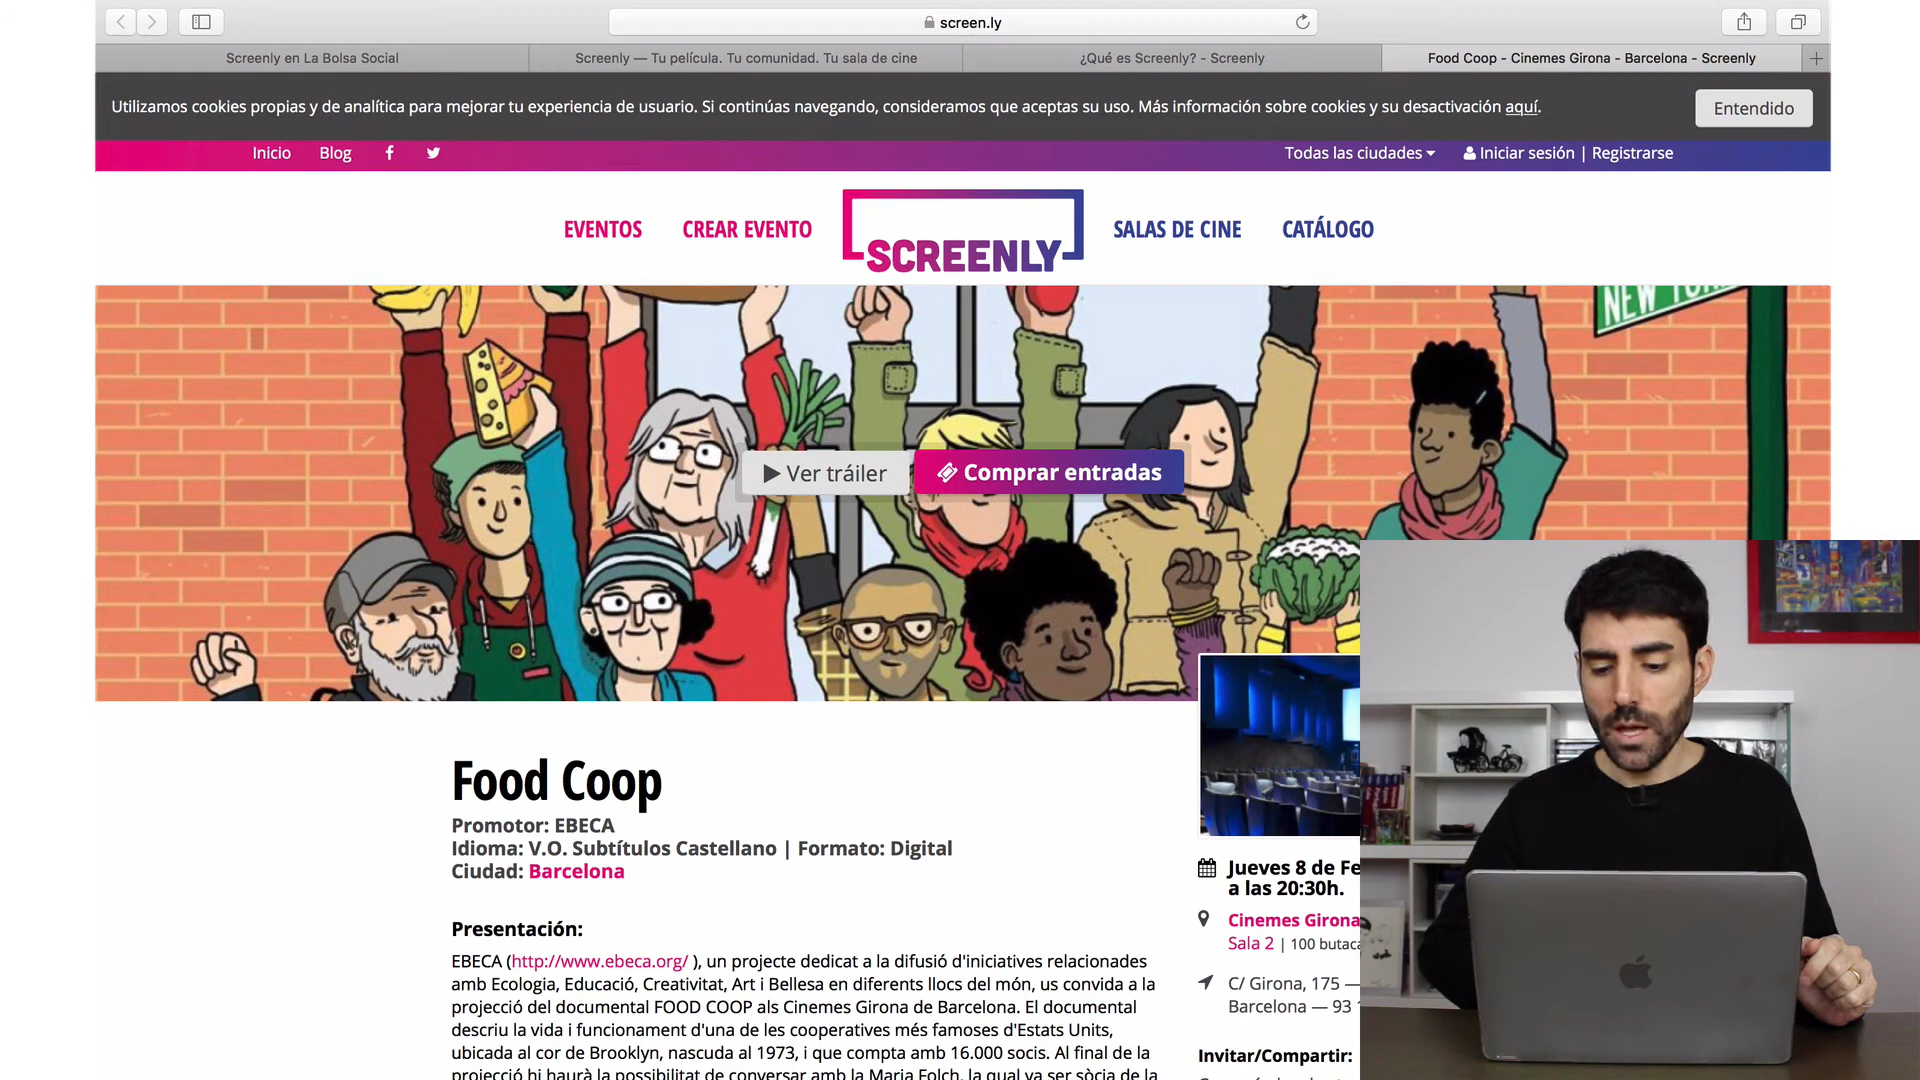 screen.ly
Screenly en La Bolsa Social
Screenly — Tu película. Tu comunidad. Tu sala de cine
¿Qué es Screenly? - Screenly
Food Coop - Cinemes Girona - Barcelona - Screenly
Utilizamos cookies propias y de analítica para mejorar tu experiencia de usuario. Si continúas navegando, consideramos que aceptas su uso. Más información sobre cookies y su desactivación aquí.
Entendido
Inicio
Blog
Todas las ciudades
Iniciar sesión | Registrarse
EVENTOS
CREAR EVENTO
SCREENLY
SALAS DE CINE
CATÁLOGO
NEW
Ver tráiler
Comprar entradas
Food Coop
Promotor: EBECA
Idioma: V.O. Subtítulos Castellano | Formato: Digital
Ciudad: Barcelona
Presentación:
EBECA (http://www.ebeca.org/ ), un projecte dedicat a la difusió d'iniciatives relacionades
amb Ecologia, Educació, Creativitat, Art i Bellesa en diferents llocs del món, us convida a la
projecció del documental FOOD COOP als Cinemes Girona de Barcelona. El documental
descriu la vida i funcionament d'una de les cooperatives més famoses d'Estats Units,
ubicada al cor de Brooklyn, nascuda al 1973, i que compta amb 16.000 socis. Al final de la
projecció hi haurà la possibilitat de conversar amb la Maria Folch, la qual va ser sòcia de la
Jueves 8 de Fe
a las 20:30h.
Cinemes Girona
Sala 2 | 100 butaca
C/ Girona, 175 —
Barcelona — 93
Invitar/Compartir: